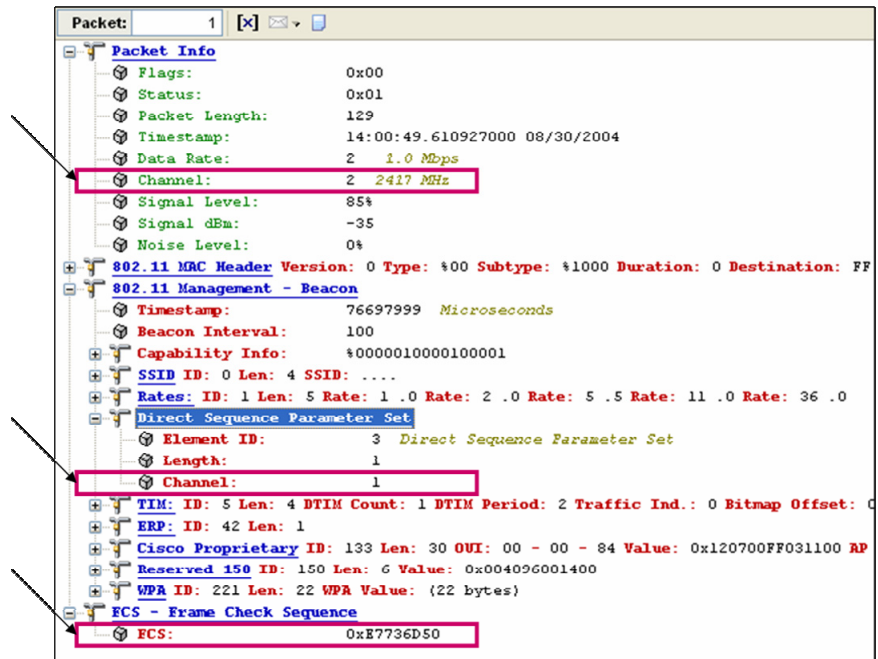 Packet: 1
Packet Info
Flags: 0x00
Status: 0x01
Packet Length: 129
Timestamp: 14:00:49.610927000 08/30/2004
Data Rate: 2 1.0 Mbps
Channel: 2 2417 MHz
Signal Level: 85%
Signal dBm: -35
Noise Level: 0%
802.11 MAC Header Version: 0 Type: %00 Subtype: %1000 Duration: 0 Destination: FF
802.11 Management - Beacon
Timestamp: 76697999 Microseconds
Beacon Interval: 100
Capability Info: %0000010000100001
SSID ID: 0 Len: 4 SSID: ....
Rates: ID: 1 Len: 5 Rate: 1 .0 Rate: 2 .0 Rate: 5 .5 Rate: 11 .0 Rate: 36 .0
Direct Sequence Parameter Set
Element ID: 3 Direct Sequence Parameter Set
Length: 1
Channel: 1
TIM: ID: 5 Len: 4 DTIM Count: 1 DTIM Period: 2 Traffic Ind.: 0 Bitmap Offset: 0
ERP: ID: 42 Len: 1
Cisco Proprietary ID: 133 Len: 30 OUI: 00 - 00 - 84 Value: 0x120700FF031100 AP
Reserved 150 ID: 150 Len: 6 Value: 0x004096001400
WPA ID: 221 Len: 22 WPA Value: (22 bytes)
FCS - Frame Check Sequence
FCS: 0xE7736D50